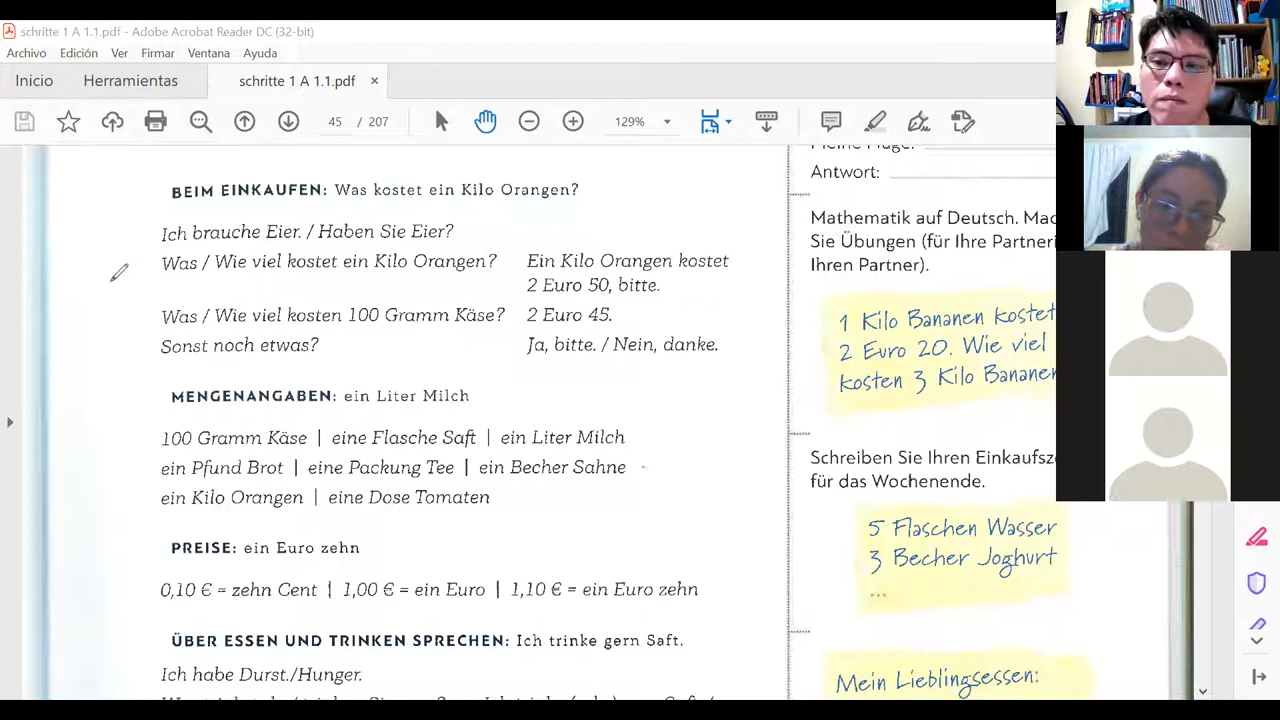 schritte 1 A 1.1.pdf - Adobe Acrobat Reader DC (32-bit)
Archivo Edición Ver Firmar Ventana Ayuda
Inicio Herramientas schritte 1 A 1.1.pdf ×
45 / 207 129%
BEIM EINKAUFEN: Was kostet ein Kilo Orangen?
Ich brauche Eier. / Haben Sie Eier?
Was / Wie viel kostet ein Kilo Orangen? Ein Kilo Orangen kostet
2 Euro 50, bitte.
Was / Wie viel kosten 100 Gramm Käse? 2 Euro 45.
Sonst noch etwas? Ja, bitte. / Nein, danke.
MENGENANGABEN: ein Liter Milch
100 Gramm Käse | eine Flasche Saft | ein Liter Milch
ein Pfund Brot | eine Packung Tee | ein Becher Sahne
ein Kilo Orangen | eine Dose Tomaten
PREISE: ein Euro zehn
0,10 € = zehn Cent | 1,00 € = ein Euro | 1,10 € = ein Euro zehn
ÜBER ESSEN UND TRINKEN SPRECHEN: Ich trinke gern Saft.
Ich habe Durst./Hunger.
Antwort:
Mathematik auf Deutsch. Mac
Sie Übungen (für Ihre Partneri
Ihren Partner).
1 Kilo Bananen kostet
2 Euro 20. Wie viel
kosten 3 Kilo Bananen
Schreiben Sie Ihren Einkaufsze
für das Wochenende.
5 Flaschen Wasser
3 Becher Joghurt
...
Mein Lieblingsessen: